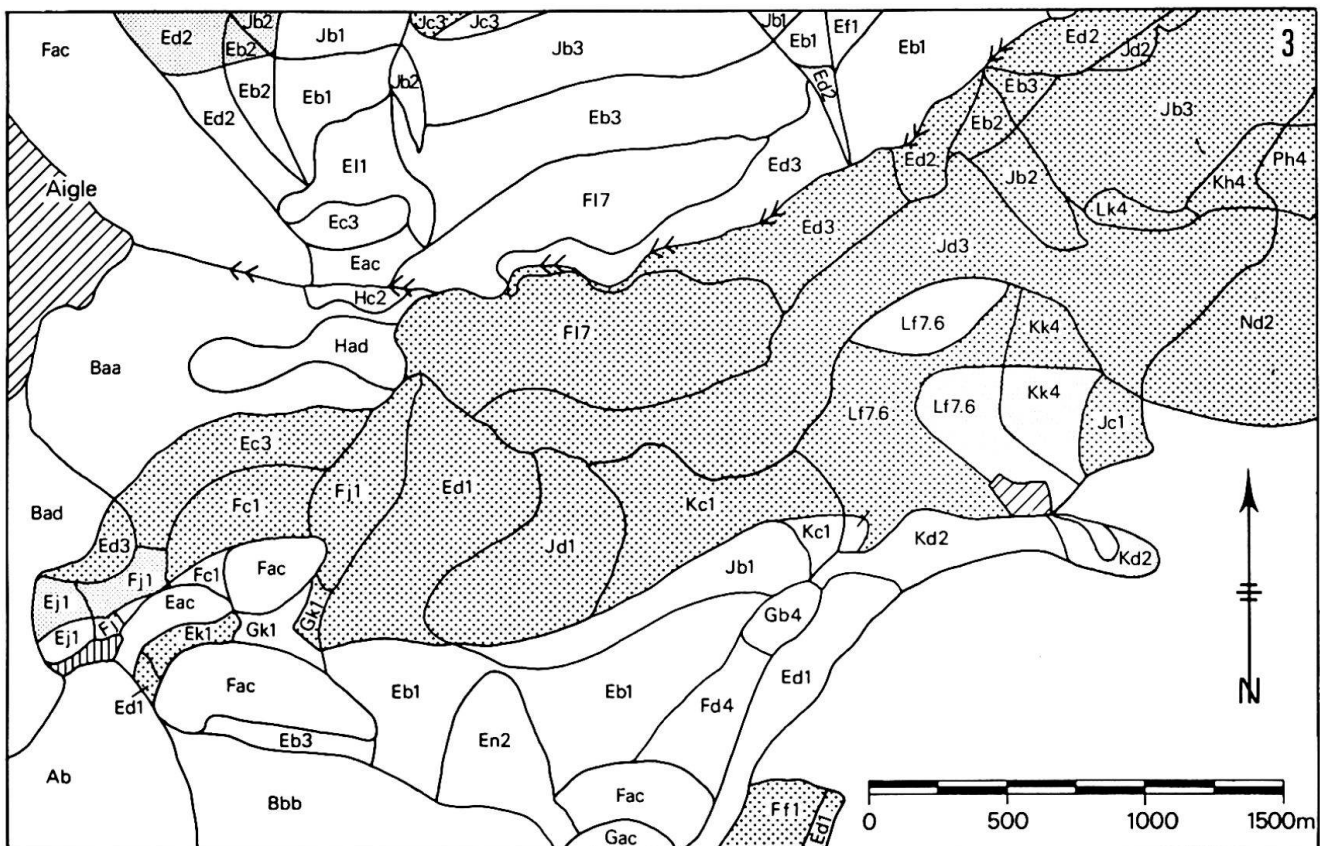 Jb2
Jc3
Jc3
Jb1
Ef1
Ed2
3
Fac
Ed2
Eb2
Jb1
Jb3
Eb1
Eb1
Jd2
Jb2
Ed2
Eb2
Eb3
Jb3
Ed2
Eb1
Eb3
Eb2
El1
Ed3
Ed2
Ph4
Aigle
Jb2
Kh4
Ec3
Fl7
Lk4
Ed3
Jd3
Eac
Hc2
Fl7
Lf7.6
Kk4
Nd2
Had
Baa
Kk4
Lf7.6
Lf7.6
Jc1
Ec3
Fj1
Ed1
Fc1
Kc1
Bad
Ed3
Jd1
Kc1
Kd2
Fj1
Fc1
Fac
Jb1
Kd2
Ej1
Eac
Gk1
Gb4
Ej1
Ek1
Gk1
Ed1
Fac
Eb1
Eb1
Fd4
N
Ed1
Eb3
En2
Ab
Bbb
Fac
Ff1
Ed1
Gac
0 500 1000 1500m